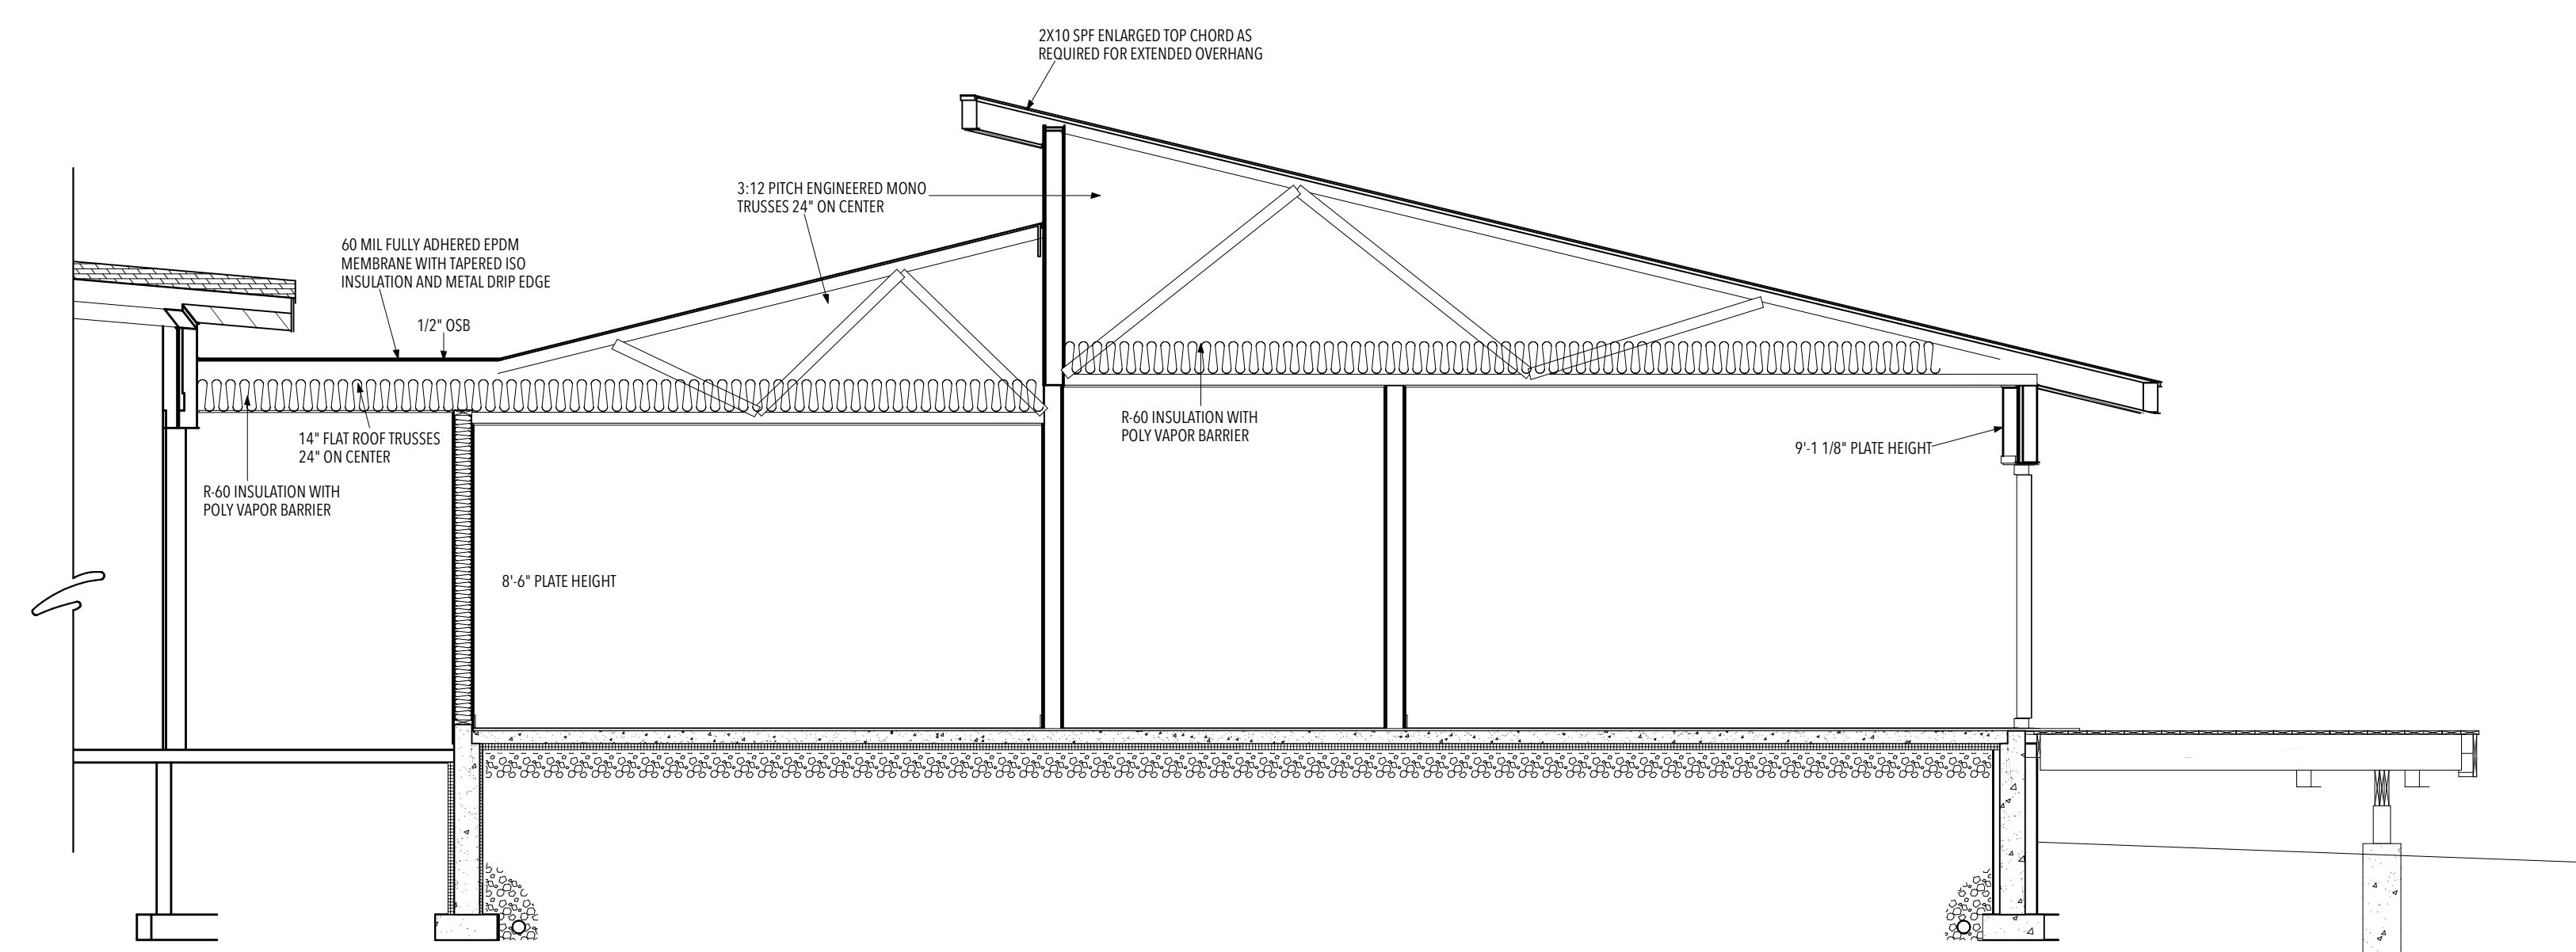 2X10 SPF ENLARGED TOP CHORD AS
REQUIRED FOR EXTENDED OVERHANG
3:12 PITCH ENGINEERED MONO
TRUSSES 24" ON CENTER
60 MIL FULLY ADHERED EPDM
MEMBRANE WITH TAPERED ISO
INSULATION AND METAL DRIP EDGE
1/2" OSB
14" FLAT ROOF TRUSSES
24" ON CENTER
R-60 INSULATION WITH
POLY VAPOR BARRIER
R-60 INSULATION WITH
POLY VAPOR BARRIER
9'-1 1/8" PLATE HEIGHT
8'-6" PLATE HEIGHT